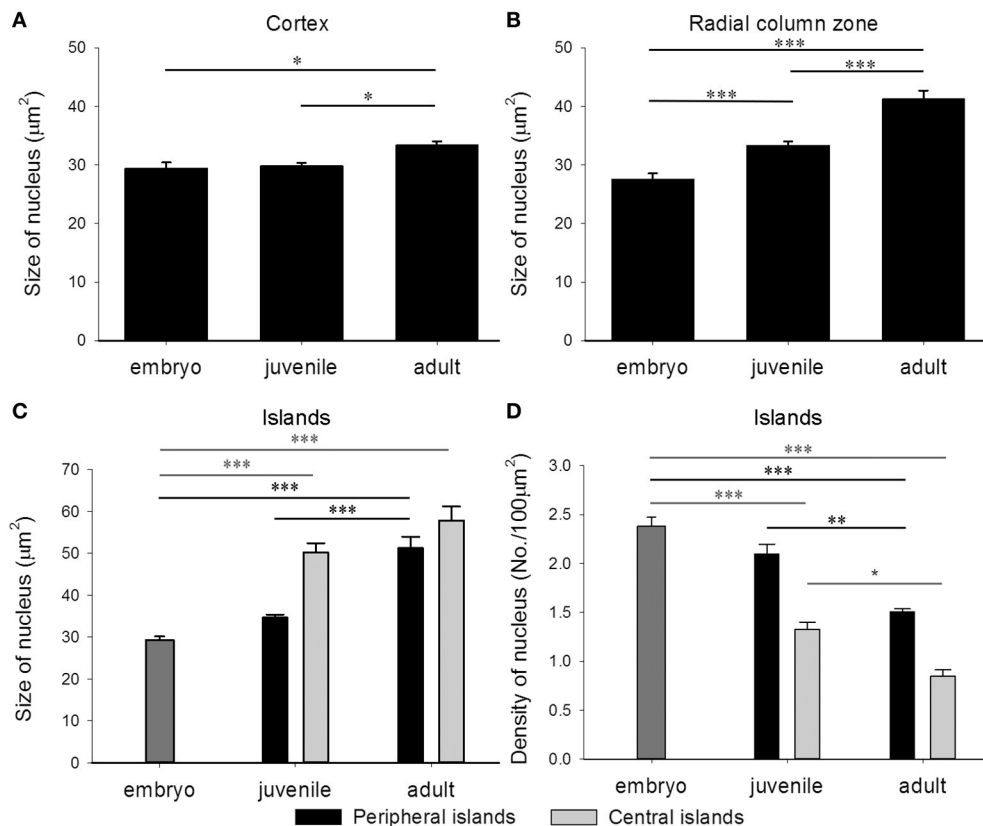 A
Cortex
Size of nucleus (μm²)
50
40
30
20
10
0
*
*
embryo juvenile adult
B
Radial column zone
Size of nucleus (μm²)
50
40
30
20
10
0
***
***
***
embryo juvenile adult
C
Islands
Size of nucleus (μm²)
70
60
50
40
30
20
10
0
***
***
***
***
embryo juvenile adult
D
Islands
Density of nucleus (No./100μm²)
3.0
2.5
2.0
1.5
1.0
0.5
0.0
***
***
***
**
*
embryo juvenile adult
Peripheral islands Central islands